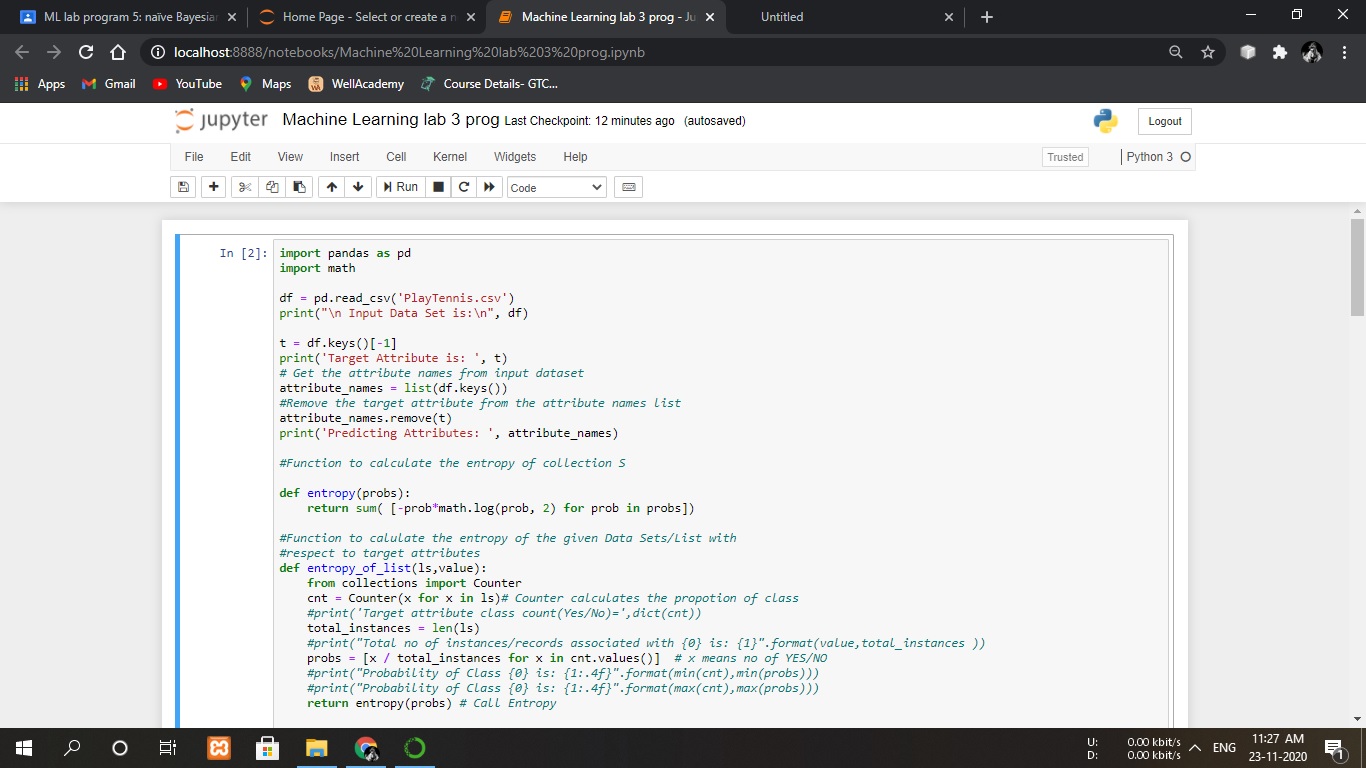 ML lab program 5: naïve Bayesian
Home Page - Select or create a n
Machine Learning lab 3 prog - Ju
Untitled
localhost:8888/notebooks/Machine%20Learning%20lab%203%20prog.ipynb
Apps
Gmail
YouTube
Maps
WellAcademy
Course Details- GTC...
jupyter Machine Learning lab 3 prog Last Checkpoint: 12 minutes ago (autosaved)
Logout
File Edit View Insert Cell Kernel Widgets Help
Trusted
Python 3
Run
Code
In [2]:
import pandas as pd
import math
df = pd.read_csv('PlayTennis.csv')
print("\n Input Data Set is:\n", df)
t = df.keys()[-1]
print('Target Attribute is: ', t)
# Get the attribute names from input dataset
attribute_names = list(df.keys())
#Remove the target attribute from the attribute names list
attribute_names.remove(t)
print('Predicting Attributes: ', attribute_names)
#Function to calculate the entropy of collection S
def entropy(probs):
    return sum( [-prob*math.log(prob, 2) for prob in probs])
#Function to calulate the entropy of the given Data Sets/List with
#respect to target attributes
def entropy_of_list(ls,value):
    from collections import Counter
    cnt = Counter(x for x in ls)# Counter calculates the propotion of class
    #print('Target attribute class count(Yes/No)=',dict(cnt))
    total_instances = len(ls)
    #print("Total no of instances/records associated with {0} is: {1}".format(value,total_instances ))
    probs = [x / total_instances for x in cnt.values()]  # x means no of YES/NO
    #print("Probability of Class {0} is: {1:.4f}".format(min(cnt),min(probs)))
    #print("Probability of Class {0} is: {1:.4f}".format(max(cnt),max(probs)))
    return entropy(probs) # Call Entropy
U: 0.00 kbit/s
D: 0.00 kbit/s
ENG
11:27 AM
23-11-2020
1